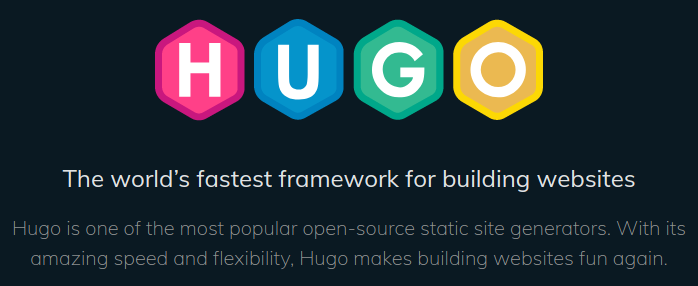 HUGO
The world’s fastest framework for building websites
Hugo is one of the most popular open-source static site generators. With its
amazing speed and flexibility, Hugo makes building websites fun again.